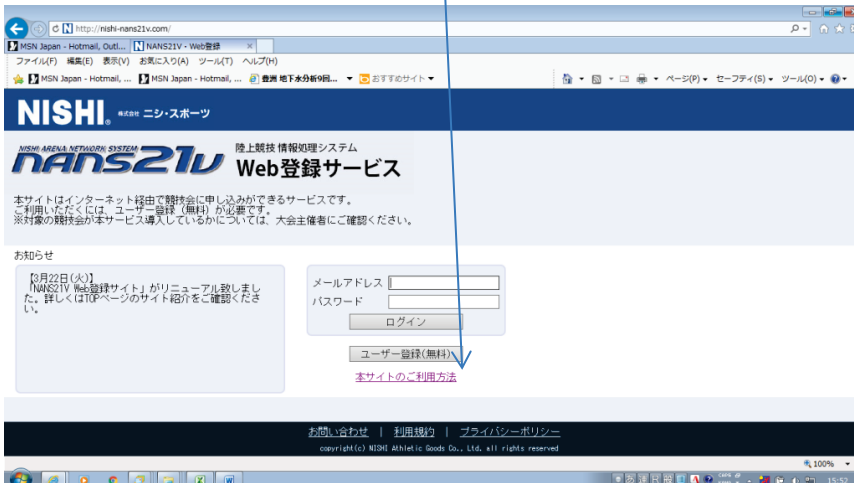 http://nishi-nans21v.com/
MSN Japan - Hotmail, Outl...
NANS21V - Web登録
ファイル(F) 編集(E) 表示(V) お気に入り(A) ツール(T) ヘルプ(H)
MSN Japan - Hotmail, ...
MSN Japan - Hotmail, ...
豊洲 地下水分析9回...
おすすめサイト
ページ(P)
セーフティ(S)
ツール(O)
NISHI 株式会社 ニシ・スポーツ
NISHI ARENA NETWORK SYSTEM
nans21v
陸上競技 情報処理システム
Web登録サービス
本サイトはインターネット経由で競技会に申し込みができるサービスです。
ご利用いただくには、ユーザー登録（無料）が必要です。
※対象の競技会が本サービス導入しているかについては、大会主催者にご確認ください。
お知らせ
【3月22日(火)】
「NANS21V Web登録サイト」がリニューアル致しまし
た。詳しくはTOPページのサイト紹介をご確認くださ
い。
メールアドレス
パスワード
ログイン
ユーザー登録(無料)
本サイトのご利用方法
お問い合わせ | 利用規約 | プライバシーポリシー
copyright(c) NISHI Athletic Goods Co., Ltd. all rights reserved
100%
15:52